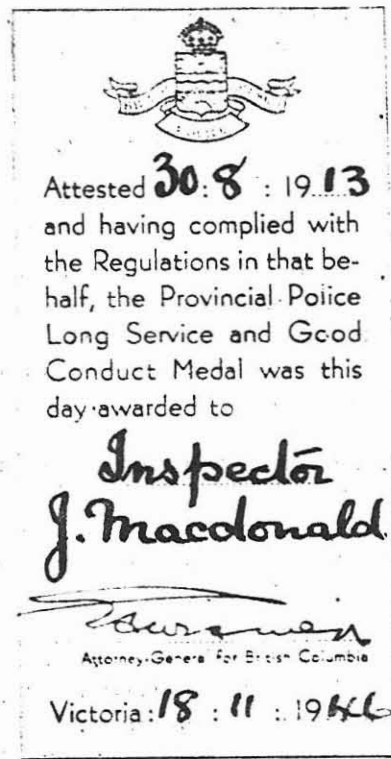 Attested 30 : 8 : 1913
and having complied with
the Regulations in that be-
half, the Provincial Police
Long Service and Good
Conduct Medal was this
day awarded to
Inspector
J. Macdonald
Attorney-General for British Columbia
Victoria : 18 : 11 : 1946